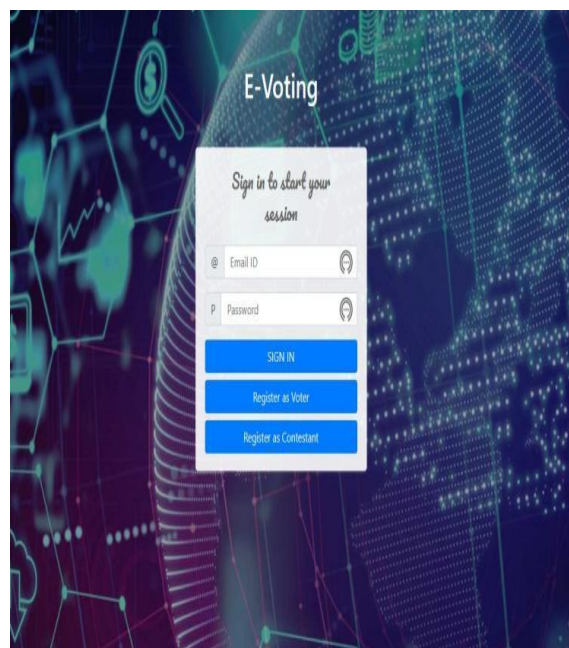 E-Voting
Sign in to start your
session
@ Email ID
P Password
SIGN IN
Register as Voter
Register as Contestant